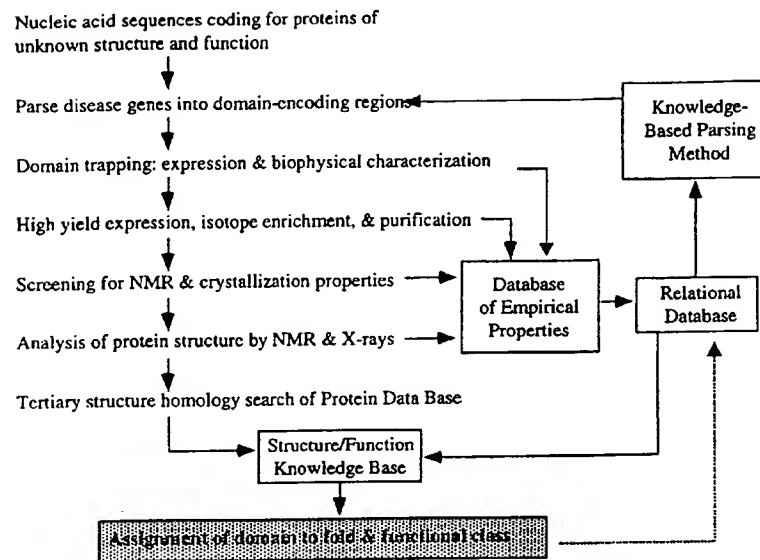 Nucleic acid sequences coding for proteins of
unknown structure and function
Parse disease genes into domain-encoding regions
Knowledge-
Based Parsing
Method
Domain trapping: expression & biophysical characterization
High yield expression, isotope enrichment, & purification
Screening for NMR & crystallization properties
Database
of Empirical
Properties
Relational
Database
Analysis of protein structure by NMR & X-rays
Tertiary structure homology search of Protein Data Base
Structure/Function
Knowledge Base
Assignment of domain to fold & functional class